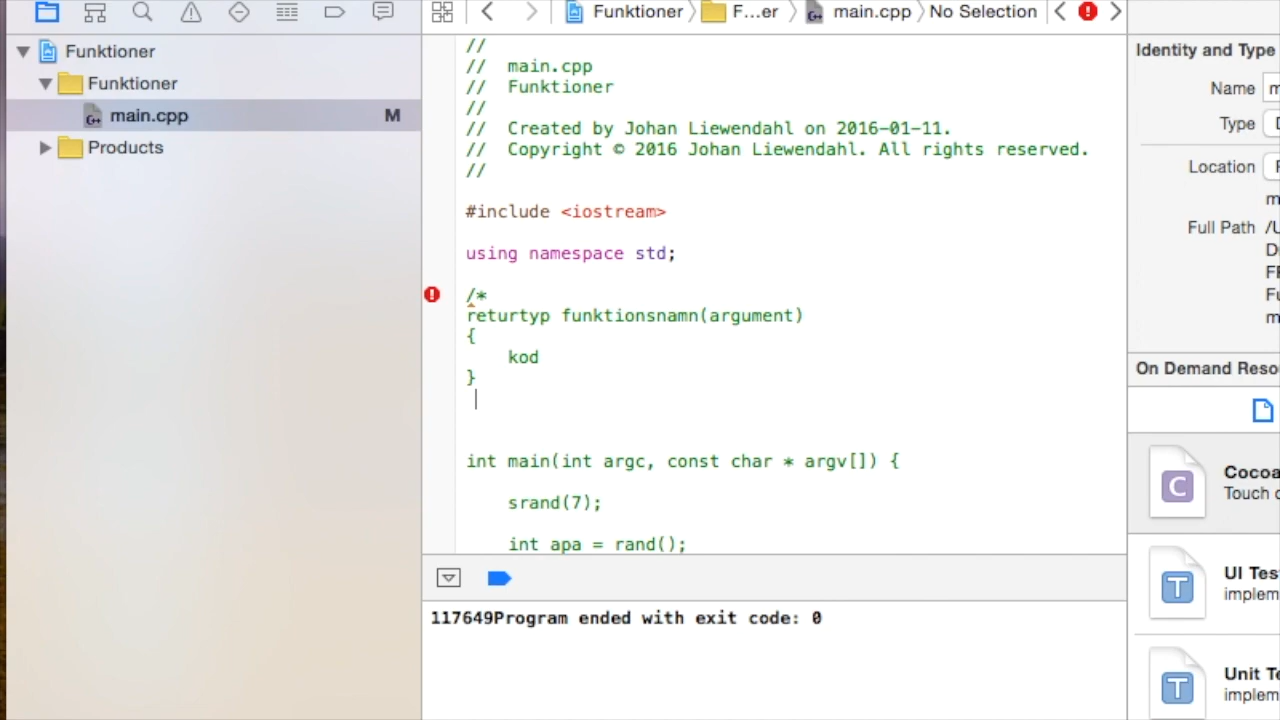 Funktioner
F...er
main.cpp
No Selection
Funktioner
Funktioner
main.cpp M
Products
//
// main.cpp
// Funktioner
//
// Created by Johan Liewendahl on 2016-01-11.
// Copyright © 2016 Johan Liewendahl. All rights reserved.
//
#include <iostream>
using namespace std;
/*
returtyp funktionsnamn(argument)
{
kod
}
int main(int argc, const char * argv[]) {
srand(7);
int apa = rand();
117649Program ended with exit code: 0
Identity and Type
Name
Type
Location
Full Path /U
On Demand Reso
C Cocoa
Touch c
T UI Tes
implem
T Unit Te
implem